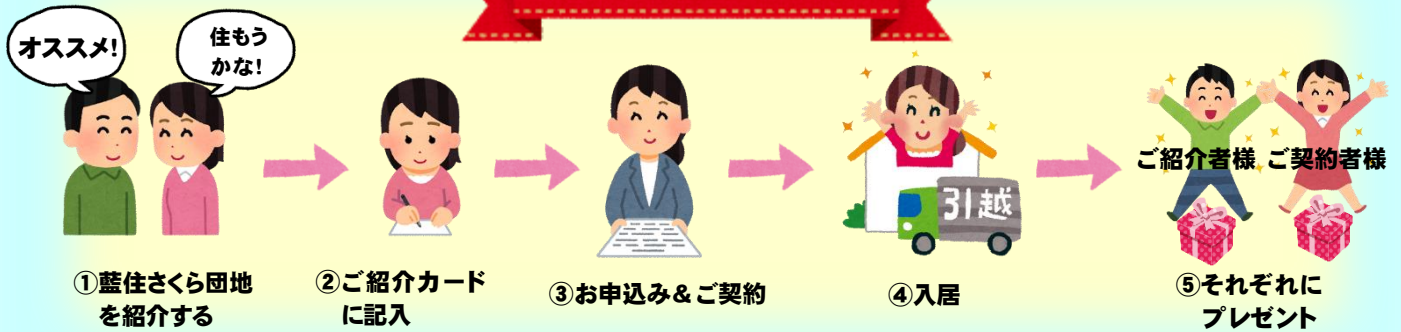 オススメ!
住もう
かな!
引越
ご紹介者様 ご契約者様
①藍住さくら団地
を紹介する
②ご紹介カード
に記入
③お申込み&ご契約
④入居
⑤それぞれに
プレゼント